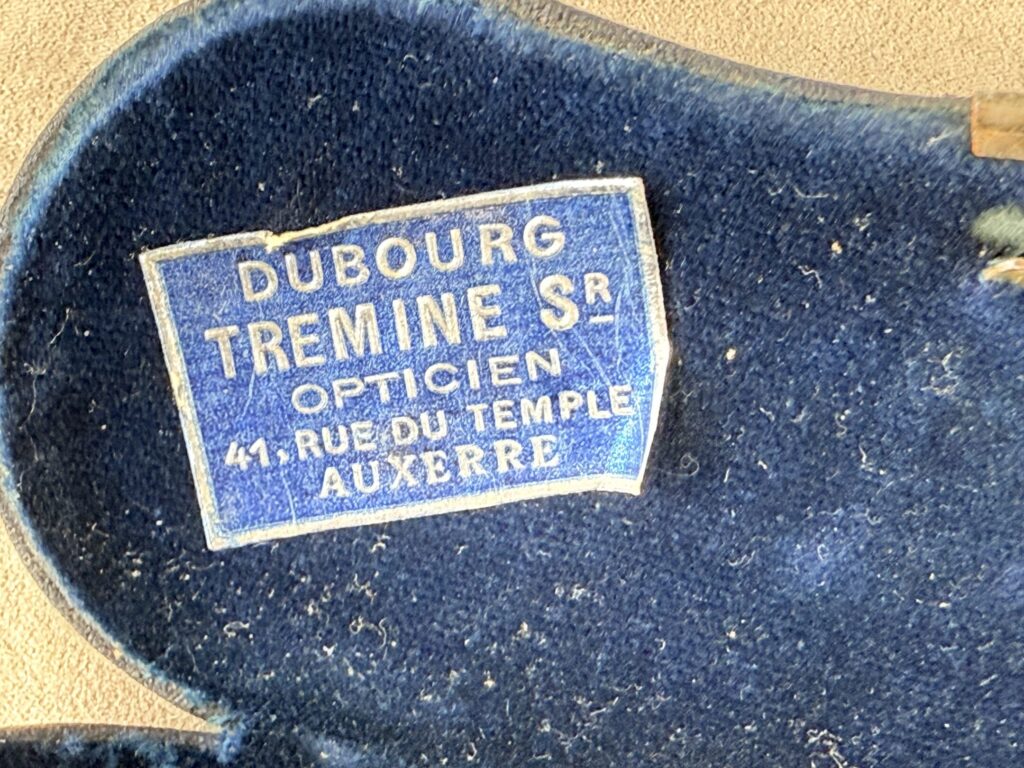 DUBOURG
TREMINE SR
OPTICIEN
41, RUE DU TEMPLE
AUXERRE